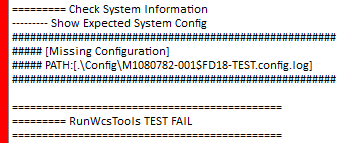 ========= Check System Information
--------- Show Expected System Config
######################################################
##### [Missing Configuration]
##### PATH:[.\Config\M1080782-001$FD18-TEST.config.log]
######################################################
=============================================
========= RunWcsTools TEST FAIL
=============================================